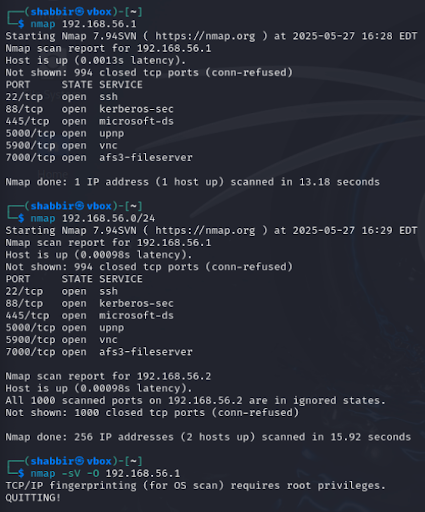 ┌──(shabbir㉿vbox)-[~]
└─$ nmap 192.168.56.1
Starting Nmap 7.94SVN ( https://nmap.org ) at 2025-05-27 16:28 EDT
Nmap scan report for 192.168.56.1
Host is up (0.0013s latency).
Not shown: 994 closed tcp ports (conn-refused)
PORT     STATE SERVICE
22/tcp   open  ssh
88/tcp   open  kerberos-sec
445/tcp  open  microsoft-ds
5000/tcp open  upnp
5900/tcp open  vnc
7000/tcp open  afs3-fileserver

Nmap done: 1 IP address (1 host up) scanned in 13.18 seconds

┌──(shabbir㉿vbox)-[~]
└─$ nmap 192.168.56.0/24
Starting Nmap 7.94SVN ( https://nmap.org ) at 2025-05-27 16:29 EDT
Nmap scan report for 192.168.56.1
Host is up (0.00098s latency).
Not shown: 994 closed tcp ports (conn-refused)
PORT     STATE SERVICE
22/tcp   open  ssh
88/tcp   open  kerberos-sec
445/tcp  open  microsoft-ds
5000/tcp open  upnp
5900/tcp open  vnc
7000/tcp open  afs3-fileserver

Nmap scan report for 192.168.56.2
Host is up (0.00098s latency).
All 1000 scanned ports on 192.168.56.2 are in ignored states.
Not shown: 1000 closed tcp ports (conn-refused)

Nmap done: 256 IP addresses (2 hosts up) scanned in 15.92 seconds

┌──(shabbir㉿vbox)-[~]
└─$ nmap -sV -O 192.168.56.1
TCP/IP fingerprinting (for OS scan) requires root privileges.
QUITTING!